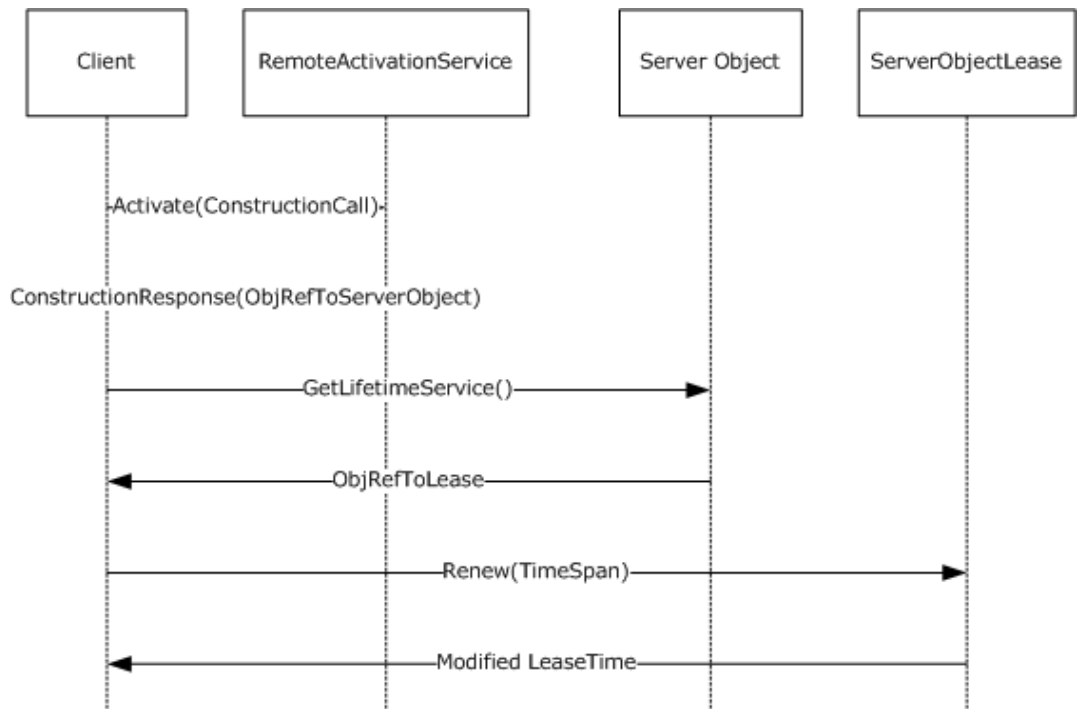 Client
RemoteActivationService
Server Object
ServerObjectLease
Activate(ConstructionCall)
ConstructionResponse(ObjRefToServerObject)
GetLifetimeService()
ObjRefToLease
Renew(TimeSpan)
Modified LeaseTime